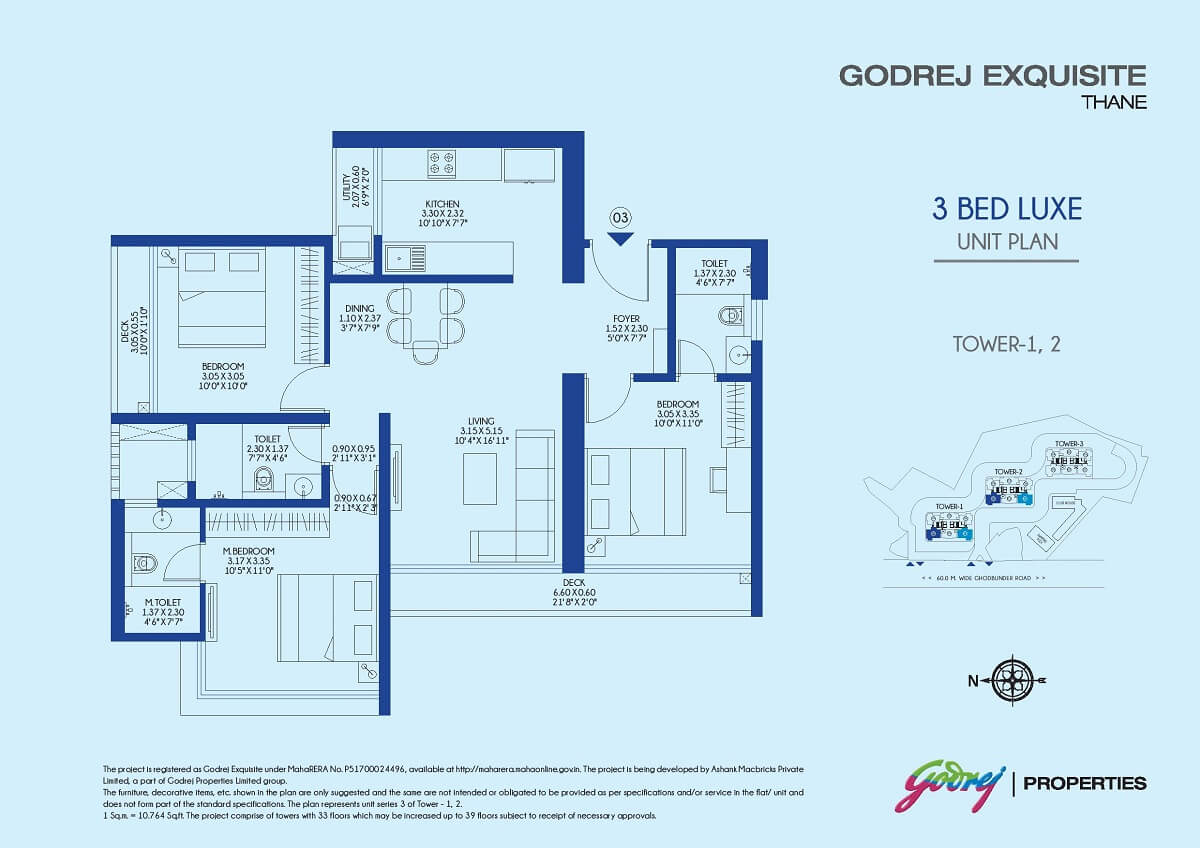 GODREJ EXQUISITE
THANE
3 BED LUXE
UNIT PLAN
TOWER-1, 2
UTILITY
2.07 X 0.60
6'9" X 2'0"
KITCHEN
3.30 X 2.32
10'10" X 7'7"
03
TOILET
1.37 X 2.30
4'6" X 7'7"
DECK
3.05 X 0.55
10'0" X 1'10"
DINING
1.10 X 2.37
3'7" X 7'9"
FOYER
1.52 X 2.30
5'0" X 7'7"
BEDROOM
3.05 X 3.05
10'0" X 10'0"
BEDROOM
3.05 X 3.35
10'0" X 11'0"
LIVING
3.15 X 5.15
10'4" X 16'11"
TOILET
2.30 X 1.37
7'7" X 4'6"
0.90 X 0.95
2'11" X 3'1"
0.90 X 0.67
2'11" X 2'3"
M.BEDROOM
3.17 X 3.35
10'5" X 11'0"
M.TOILET
1.37 X 2.30
4'6" X 7'7"
DECK
6.60 X 0.60
21'8" X 2'0"
TOWER-3
TOWER-2
TOWER-1
< < 60.0 M. WIDE GHODBUNDER ROAD > >
N
The project is registered as Godrej Exquisite under MahaRERA No. P51700024496, available at http://maharera.mahaonline.gov.in. The project is being developed by Ashank Macbricks Private
Limited, a part of Godrej Properties Limited group.
The furniture, decorative items, etc. shown in the plan are only suggested and the same are not intended or obligated to be provided as per specifications and/or service in the flat/ unit and
does not form part of the standard specifications. The plan represents unit series 3 of Tower - 1, 2.
1 Sq.m. = 10.764 Sq.ft. The project comprise of towers with 33 floors which may be increased up to 39 floors subject to receipt of necessary approvals.
Godrej | PROPERTIES